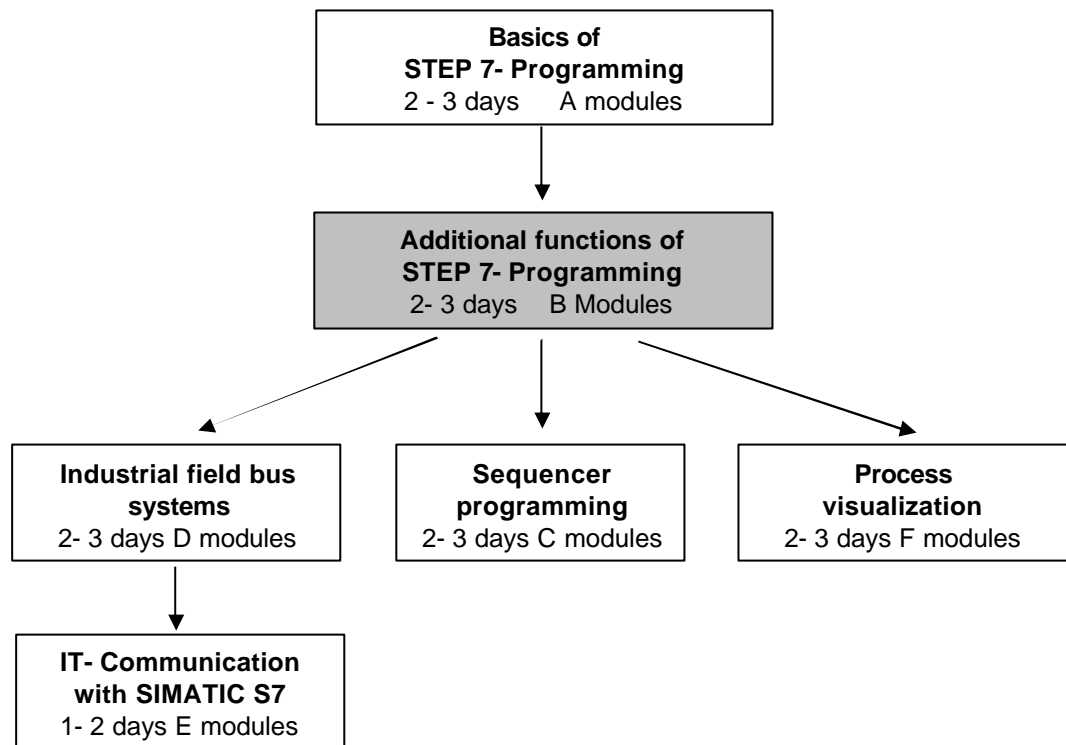 Basics of
STEP 7- Programming
2 - 3 days A modules
Additional functions of
STEP 7- Programming
2- 3 days B Modules
Industrial field bus
systems
2- 3 days D modules
Sequencer
programming
2- 3 days C modules
Process
visualization
2- 3 days F modules
IT- Communication
with SIMATIC S7
1- 2 days E modules